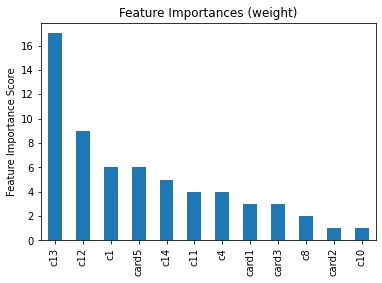 Feature Importances (weight)
Feature Importance Score
16
14
12
10
8
6
4
2
0
c13
c12
c1
card5
c14
c11
c4
card1
card3
c8
card2
c10